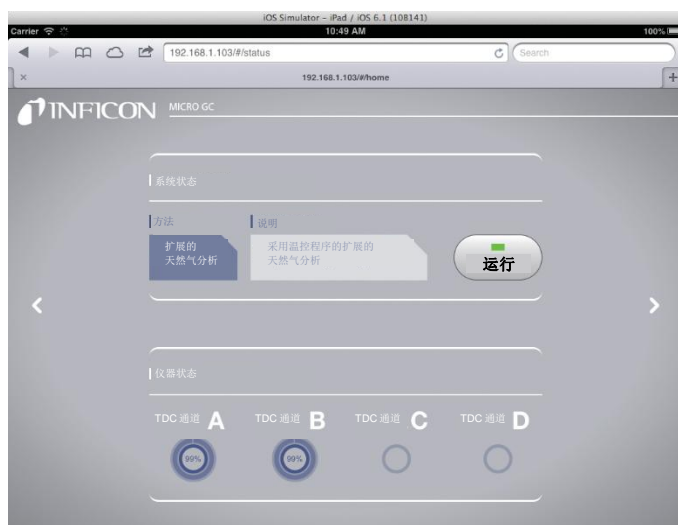 iOS Simulator – iPad / iOS 6.1 (10B141)
Carrier 10:49 AM 100%
192.168.1.103/#/status Search
× 192.168.1.103/#/home +
INFICON MICRO GC
系统状态
方法 说明
扩展的 采用温控程序的扩展的
天然气分析 天然气分析
运行
仪器状态
TDC 通道 A TDC 通道 B TDC 通道 C TDC 通道 D
99% 99%